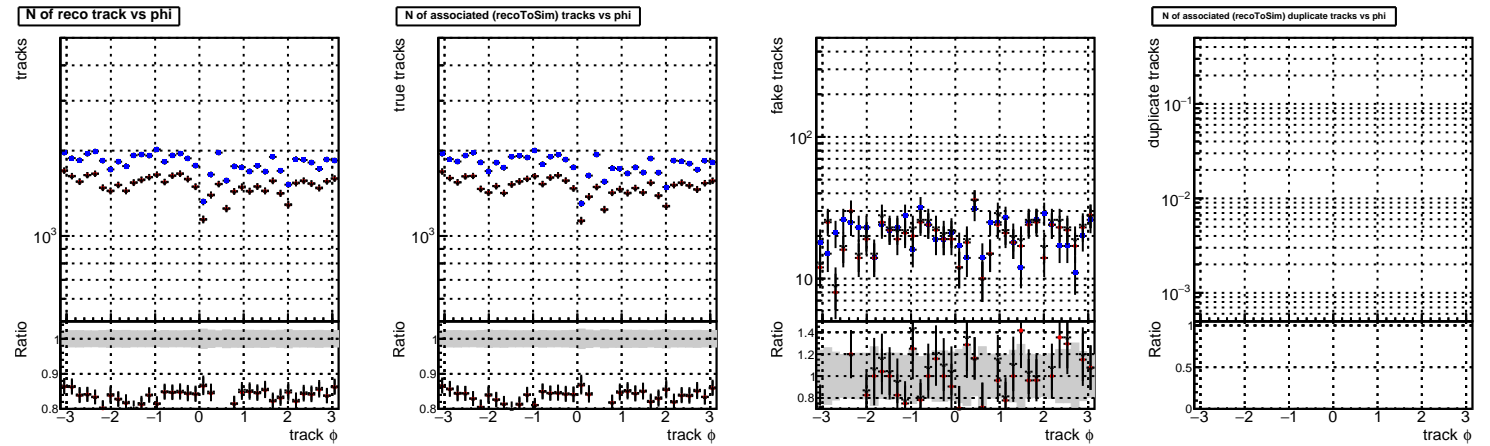 N of reco track vs phi
tracks
10³
Ratio
1
0.9
0.8
−3 −2 −1 0 1 2 3
track ϕ
N of associated (recoToSim) tracks vs phi
true tracks
10³
Ratio
1
0.9
0.8
−3 −2 −1 0 1 2 3
track ϕ
fake tracks
10²
10
Ratio
1.4
1.2
1
0.8
−3 −2 −1 0 1 2 3
track ϕ
N of associated (recoToSim) duplicate tracks vs phi
duplicate tracks
10⁻¹
10⁻²
10⁻³
Ratio
1
0.5
0
−3 −2 −1 0 1 2 3
track ϕ